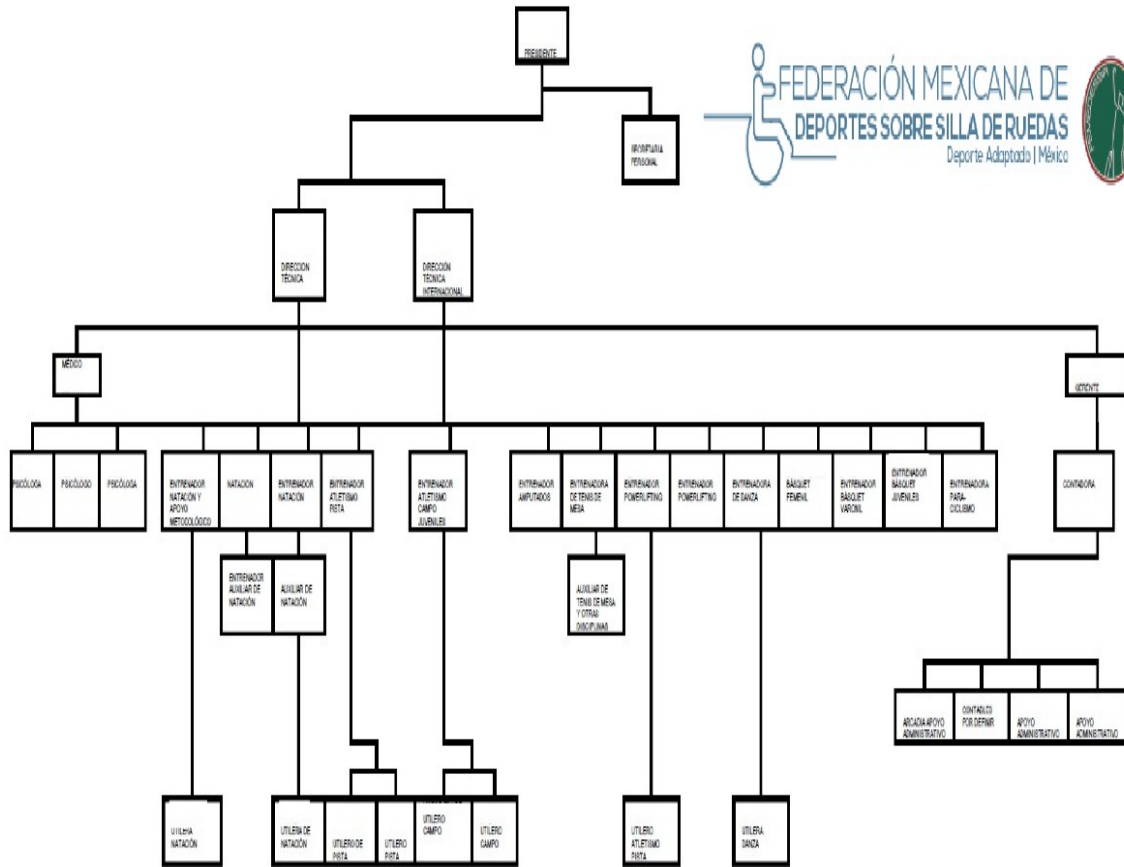 PRESIDENTE
FEDERACIÓN MEXICANA DE
DEPORTES SOBRE SILLA DE RUEDAS
Deporte Adaptado | México
SECRETARIA
PERSONAL
DIRECCIÓN
TÉCNICA
DIRECCIÓN
TÉCNICA
INTERNACIONAL
MÉDICO
GERENTE
PSICÓLOGA
PSICÓLOGO
PSICÓLOGA
ENTRENADOR
NATACIÓN Y
APOYO
METODOLÓGICO
NATACIÓN
ENTRENADOR
NATACIÓN
ENTRENADOR
ATLETISMO
PISTA
ENTRENADOR
ATLETISMO
CAMPO
JUVENILES
ENTRENADOR
AMPUTADOS
ENTRENADORA
DE TENIS DE
MESA
ENTRENADOR
POWERLIFTING
ENTRENADOR
POWERLIFTING
ENTRENADORA
DE DANZA
BÁSQUET
FEMENIL
ENTRENADOR
BÁSQUET
VARONIL
ENTRENADOR
BÁSQUET
JUVENILES
ENTRENADORA
PARA-
CICLISMO
CONTADORA
ENTRENADOR
AUXILIAR DE
NATACIÓN
AUXILIAR DE
NATACIÓN
AUXILIAR DE
TENIS DE MESA
Y OTRAS
DISCIPLINAS
ARCADIA APOYO
ADMINISTRATIVO
CONTABLES
POR DEFINIR
APOYO
ADMINISTRATIVO
APOYO
ADMINISTRATIVO
UTILERA
NATACIÓN
UTILERA DE
NATACIÓN
UTILERO DE
PISTA
UTILERO
PISTA
UTILERO
CAMPO
UTILERO
CAMPO
UTILERO
ATLETISMO
PISTA
UTILERA
DANZA